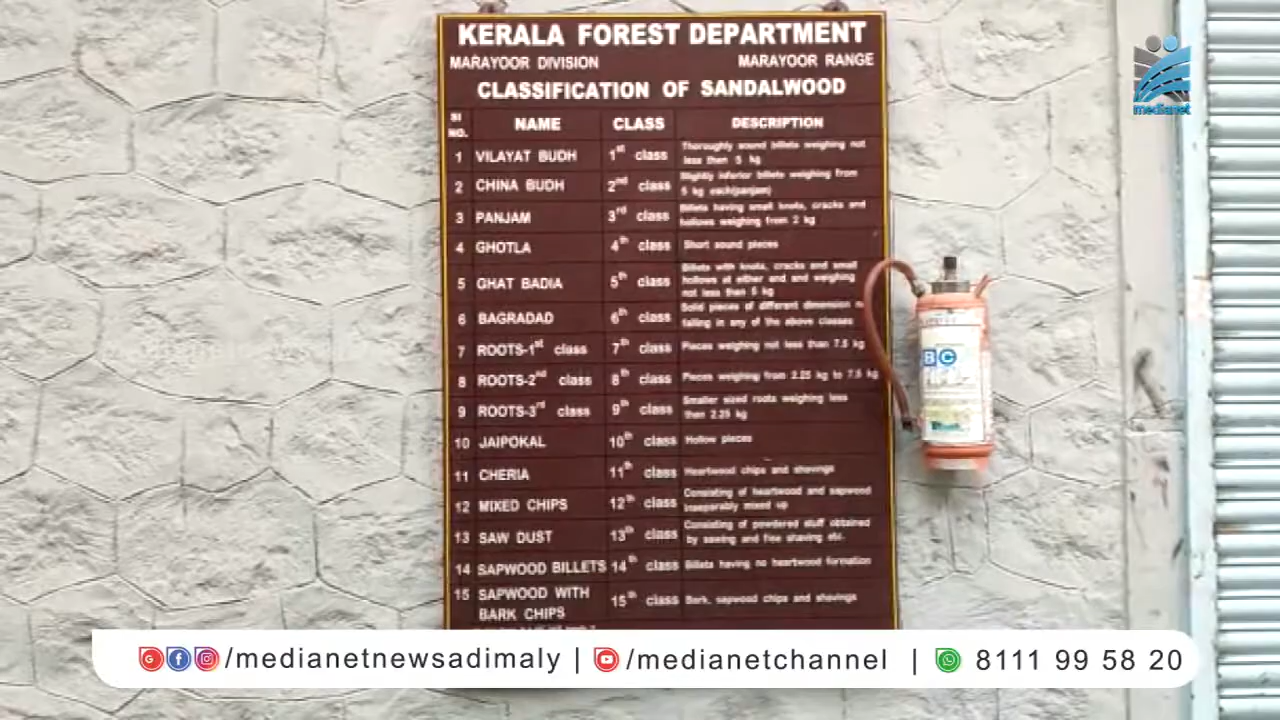 KERALA FOREST DEPARTMENT
MARAYOOR DIVISION MARAYOOR RANGE
CLASSIFICATION OF SANDALWOOD
Sl NO. NAME CLASS DESCRIPTION
1 VILAYAT BUDH 1st class Thoroughly sound billets weighing not less then 5 kg
2 CHINA BUDH 2nd class Slightly inferior billets weighing from 5 kg each(panjam)
3 PANJAM 3rd class Billets having small knots, cracks and hollows weighing from 2 kg
4 GHOTLA 4th class Short sound pieces
5 GHAT BADIA 5th class Billets with knots, cracks and small hollows at either end and weighing not less than 5 kg
6 BAGRADAD 6th class Solid pieces of different dimension falling in any of the above classes
7 ROOTS-1st class 7th class Pieces weighing not less than 7.5 kg
8 ROOTS-2nd class 8th class Pieces weighing from 2.25 kg to 7.5 kg
9 ROOTS-3rd class 9th class Smaller sized roots weighing less then 2.25 kg
10 JAIPOKAL 10th class Hollow pieces
11 CHERIA 11th class Heartwood chips and shavings
12 MIXED CHIPS 12th class Consisting of heartwood and sapwood inseparably mixed up
13 SAW DUST 13th class Consisting of powdered stuff obtained by sawing and fine shaving etc.
14 SAPWOOD BILLETS 14th class Billets having no heartwood formation
15 SAPWOOD WITH BARK CHIPS 15th class Bark, sapwood chips and shavings
medianet
BC
/medianetnewsadimaly | /medianetchannel | 8111 99 58 20